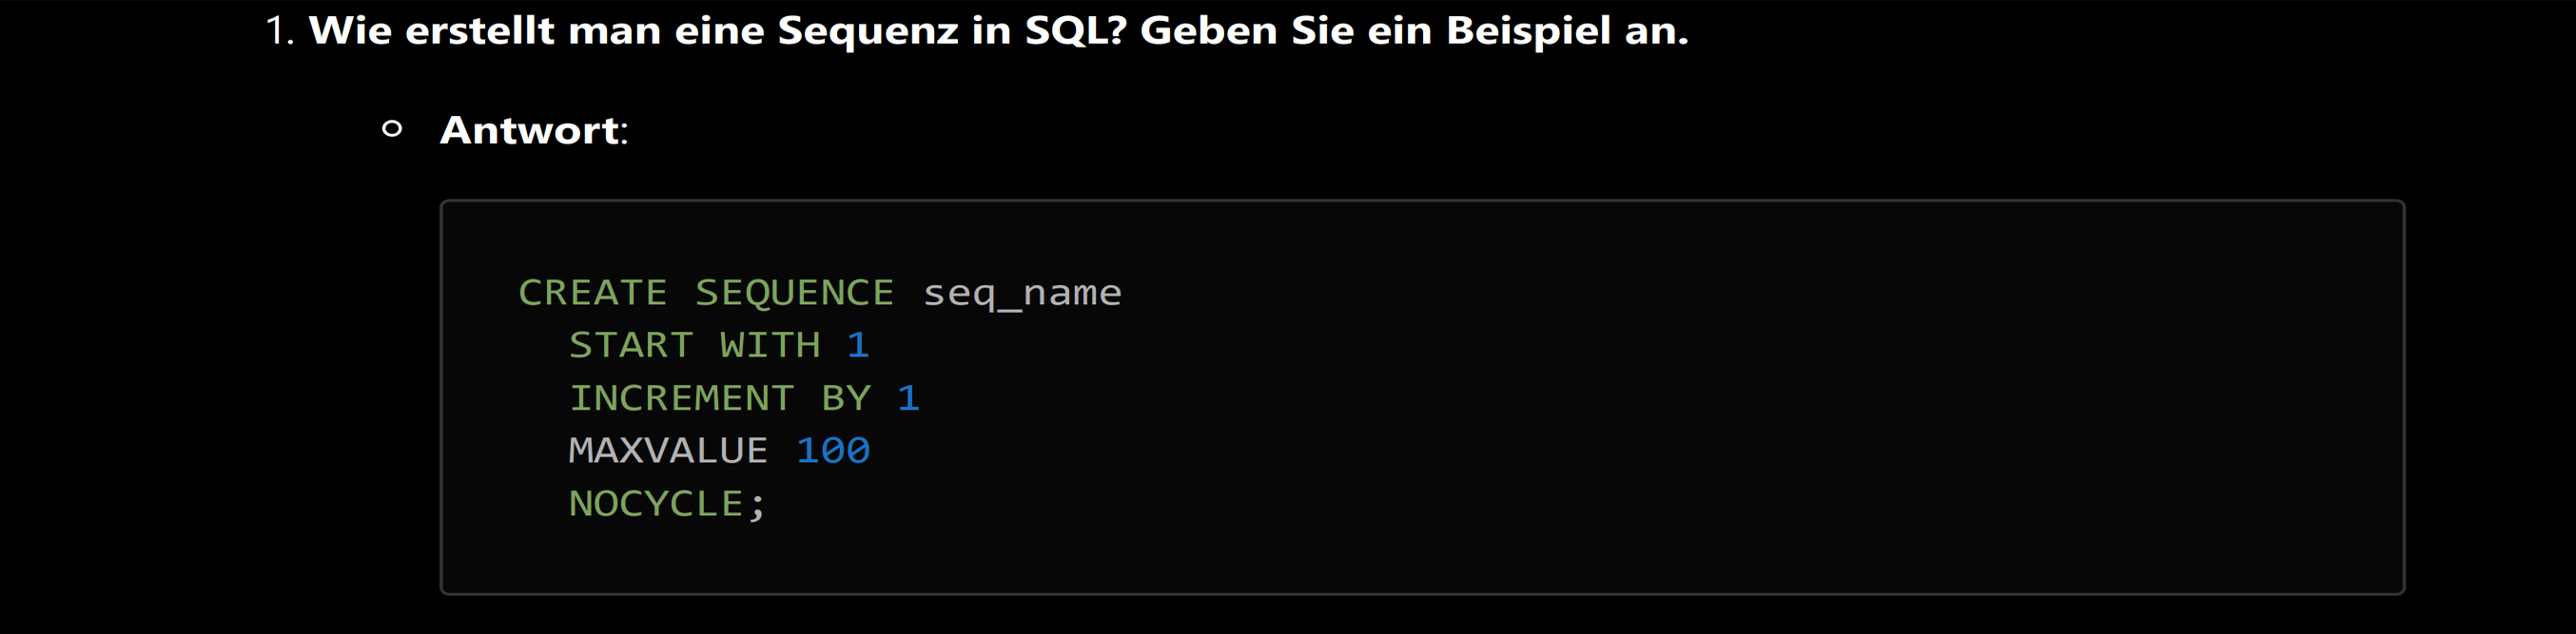 1. Wie erstellt man eine Sequenz in SQL? Geben Sie ein Beispiel an.
Antwort:
CREATE SEQUENCE seq_name
START WITH 1
INCREMENT BY 1
MAXVALUE 100
NOCYCLE;